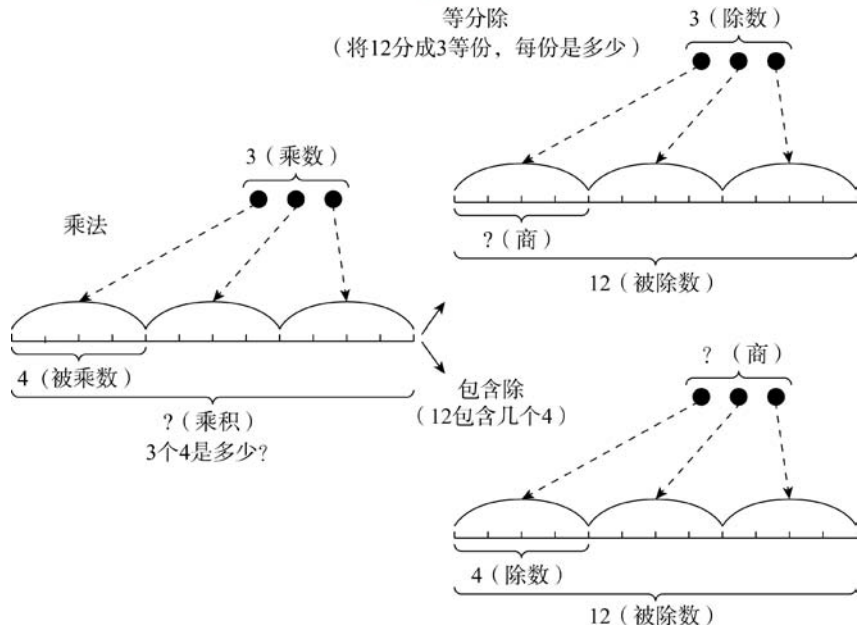 等分除
（将12分成3等份，每份是多少）
3（除数）
?（商）
12（被除数）
乘法
3（乘数）
4（被乘数）
?（乘积）
3个4是多少?
包含除
（12包含几个4）
? （商）
4（除数）
12（被除数）